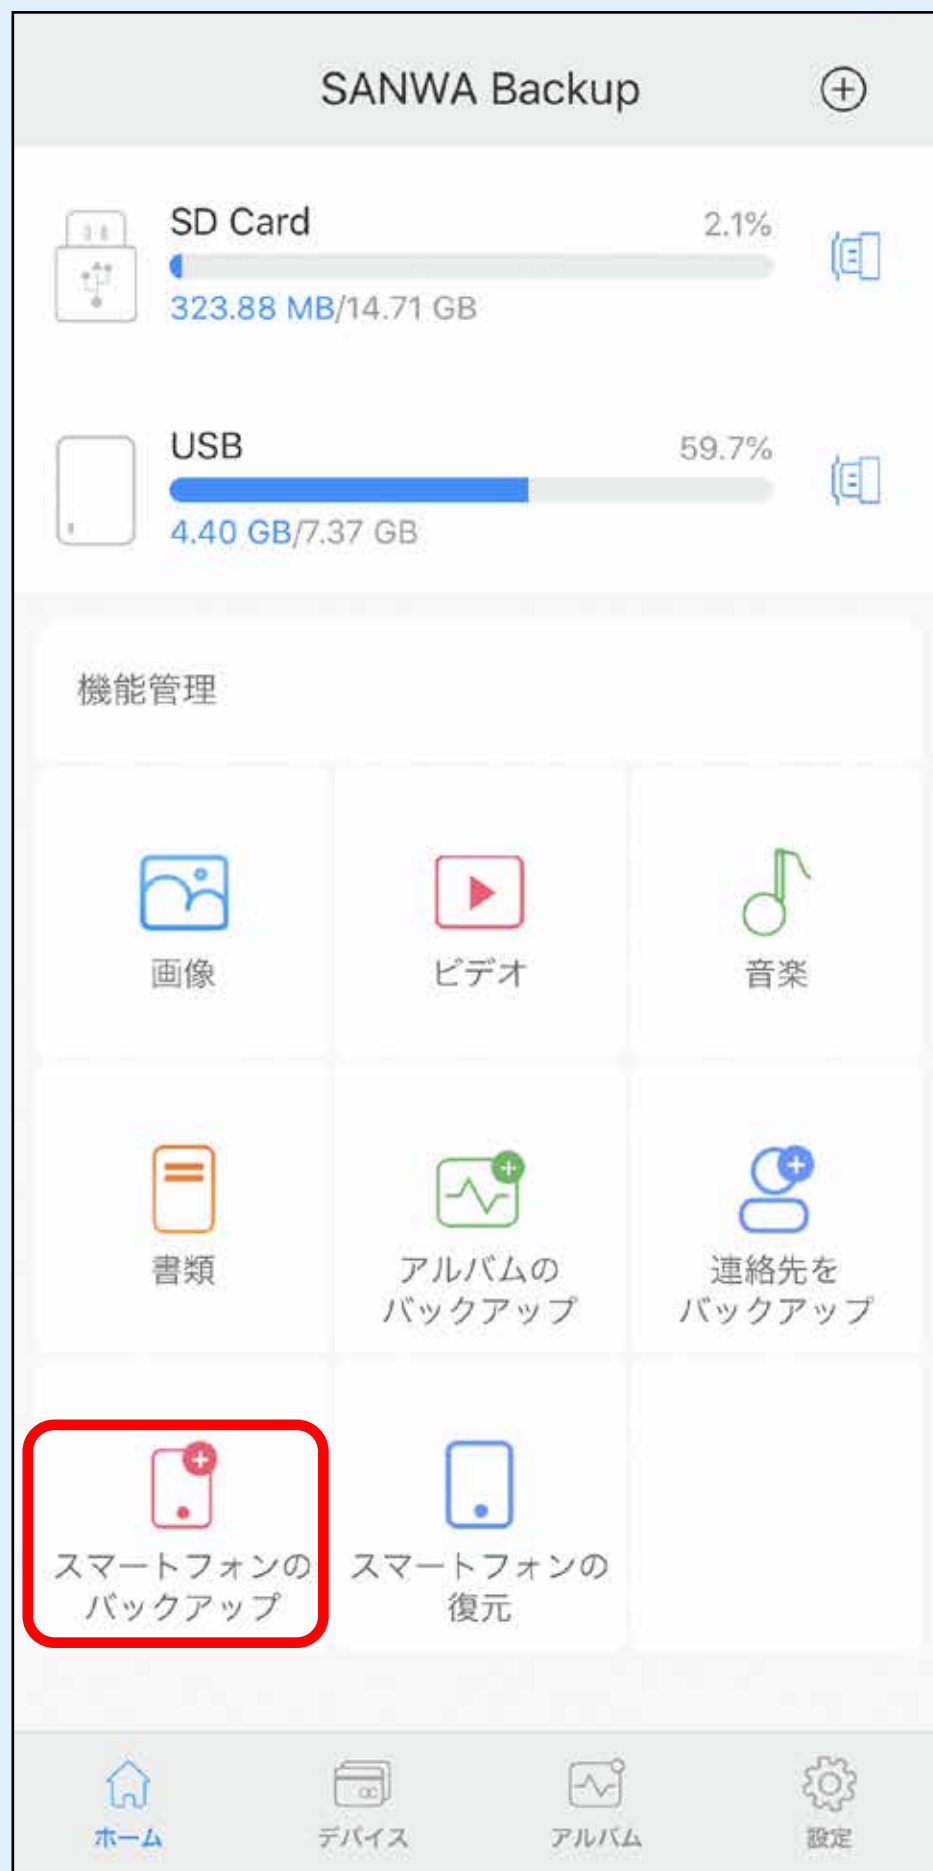 SANWA Backup
SD Card
2.1%
323.88 MB/14.71 GB
USB
59.7%
4.40 GB/7.37 GB
機能管理
画像
ビデオ
音楽
書類
アルバムの
バックアップ
連絡先を
バックアップ
スマートフォンの
バックアップ
スマートフォンの
復元
ホーム
デバイス
アルバム
設定